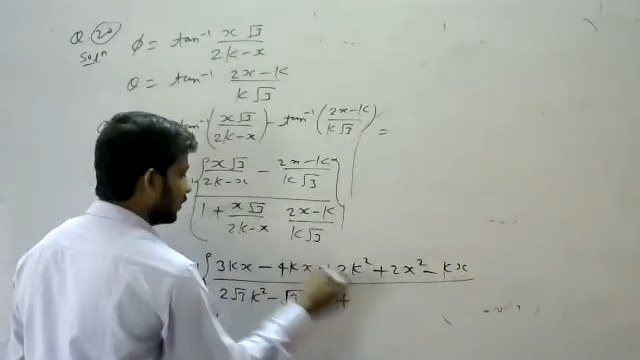 Q 20 φ = tan⁻¹ x√3 / 2k-x
Solⁿ
θ = tan⁻¹ 2x-k / k√3
tan⁻¹ (x√3 / 2k-x) - tan⁻¹ (2x-k / k√3) =
{ x√3 / 2k-x - 2x-k / k√3
1 + x√3 / 2k-x 2x-k / k√3 }
{ 3kx - 4kx + 2k² + 2x² - kx
2√3k² - √3